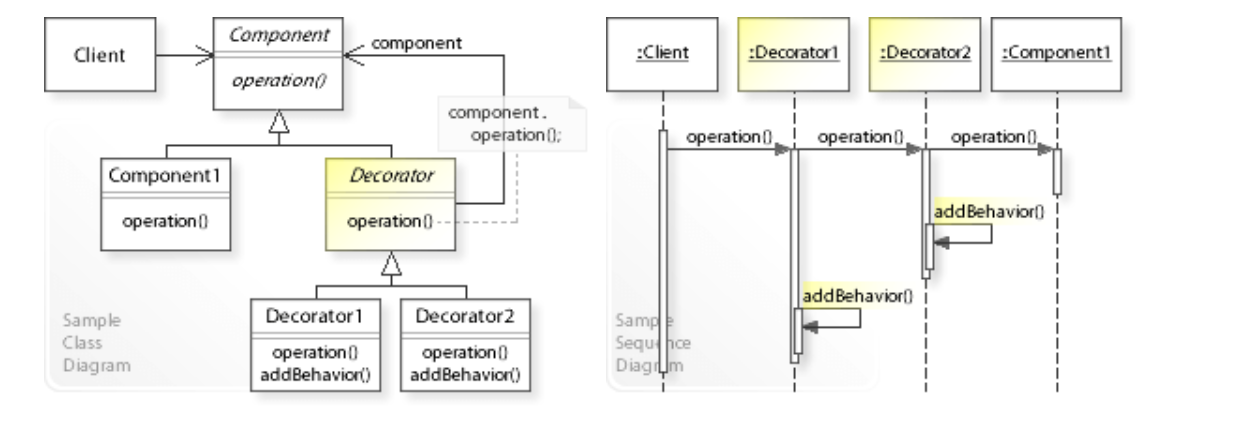 Client
Component
operation()
component
component.
operation();
Component1
operation()
Decorator
operation()
Decorator1
operation()
addBehavior()
Decorator2
operation()
addBehavior()
Sample
Class
Diagram
:Client
:Decorator1
:Decorator2
:Component1
operation()
operation()
operation()
addBehavior()
addBehavior()
Sample
Sequence
Diagram